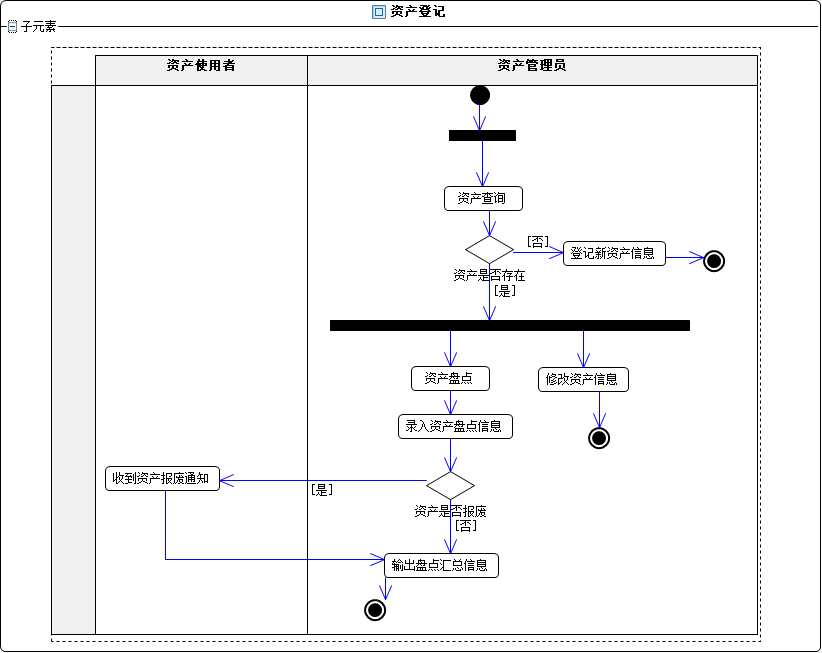 资产登记
子元素
资产使用者
资产管理员
资产查询
[否]
登记新资产信息
资产是否存在
[是]
资产盘点
修改资产信息
录入资产盘点信息
收到资产报废通知
[是]
资产是否报废
[否]
输出盘点汇总信息